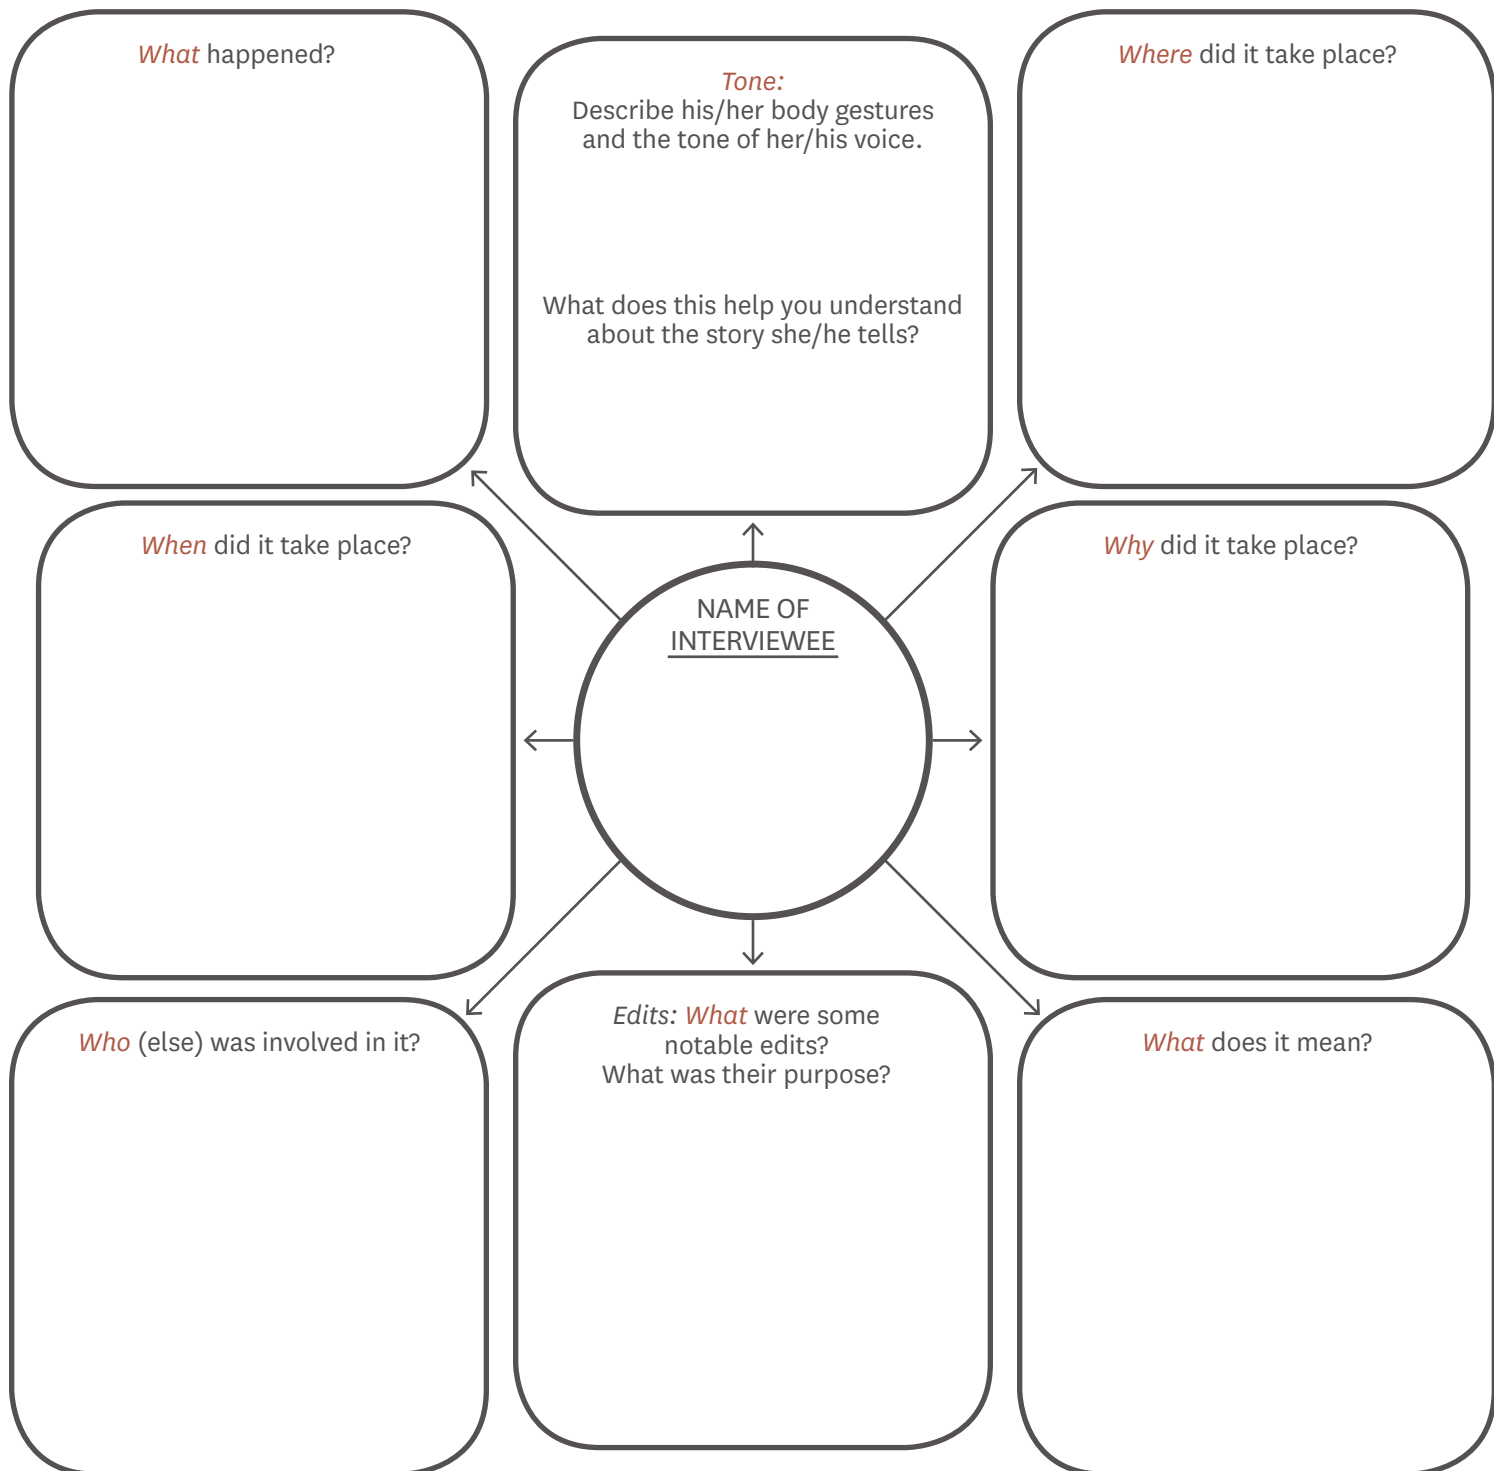 What happened?
Tone:
Describe his/her body gestures
and the tone of her/his voice.
What does this help you understand
about the story she/he tells?
Where did it take place?
When did it take place?
NAME OF
INTERVIEWEE
Why did it take place?
Who (else) was involved in it?
Edits: What were some
notable edits?
What was their purpose?
What does it mean?